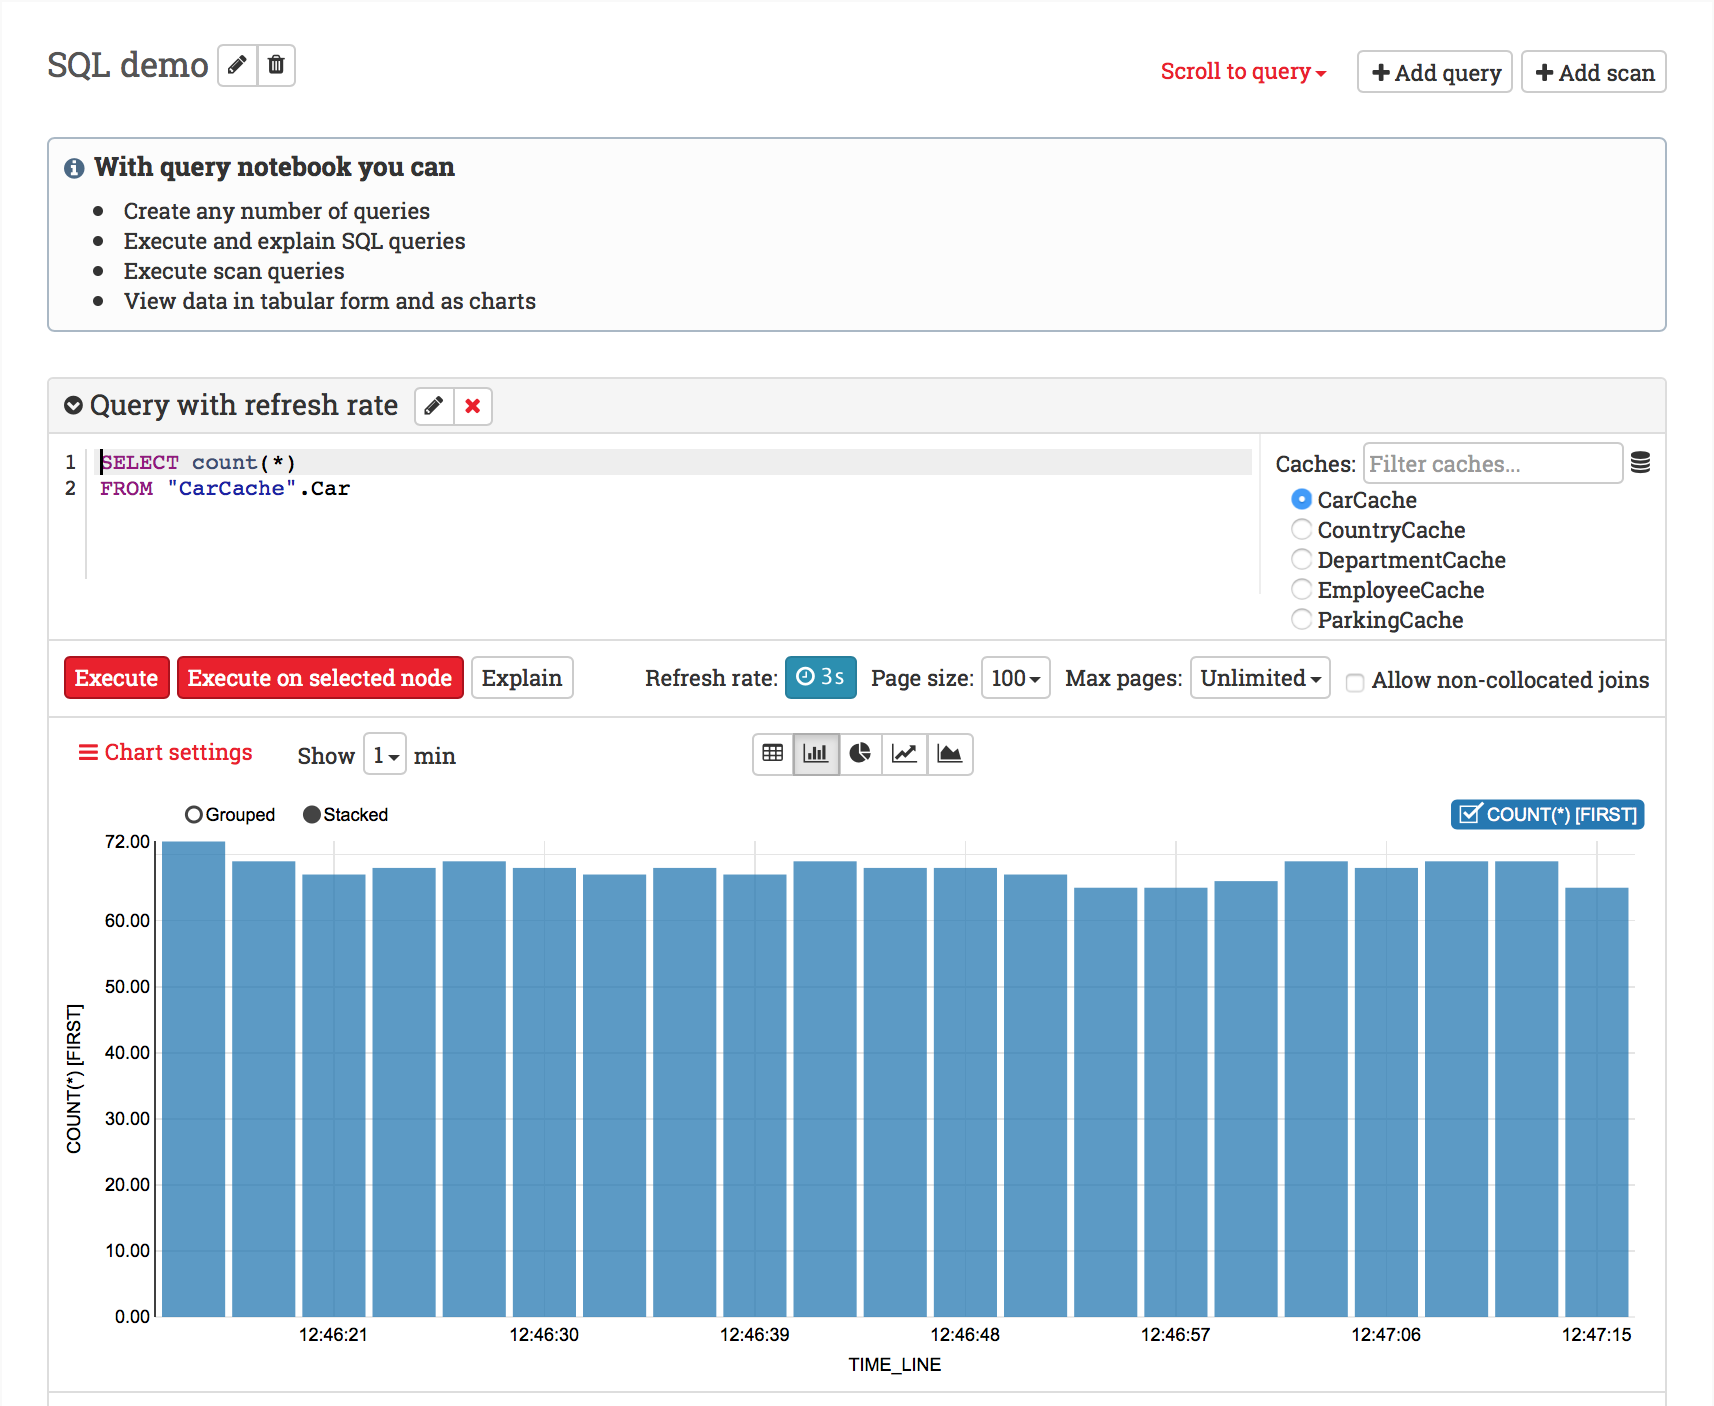 SQL demo
Scroll to query
Add query
Add scan
With query notebook you can
Create any number of queries
Execute and explain SQL queries
Execute scan queries
View data in tabular form and as charts
Query with refresh rate
1 SELECT count(*)
2 FROM "CarCache".Car
Caches: Filter caches...
CarCache
CountryCache
DepartmentCache
EmployeeCache
ParkingCache
Execute Execute on selected node Explain Refresh rate: 3s Page size: 100 Max pages: Unlimited Allow non-collocated joins
Chart settings Show 1 min
Grouped Stacked
COUNT(*) [FIRST]
72.00
60.00
50.00
40.00
30.00
20.00
10.00
0.00
COUNT(*) [FIRST]
12:46:21 12:46:30 12:46:39 12:46:48 12:46:57 12:47:06 12:47:15
TIME_LINE